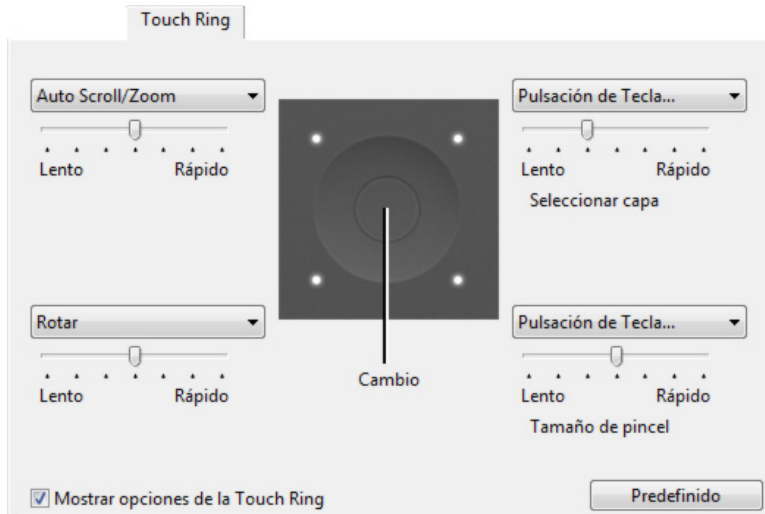 Touch Ring
Auto Scroll/Zoom
Lento Rápido
Pulsación de Tecla...
Lento Rápido
Seleccionar capa
Rotar
Lento Rápido
Cambio
Pulsación de Tecla...
Lento Rápido
Tamaño de pincel
Mostrar opciones de la Touch Ring
Predefinido